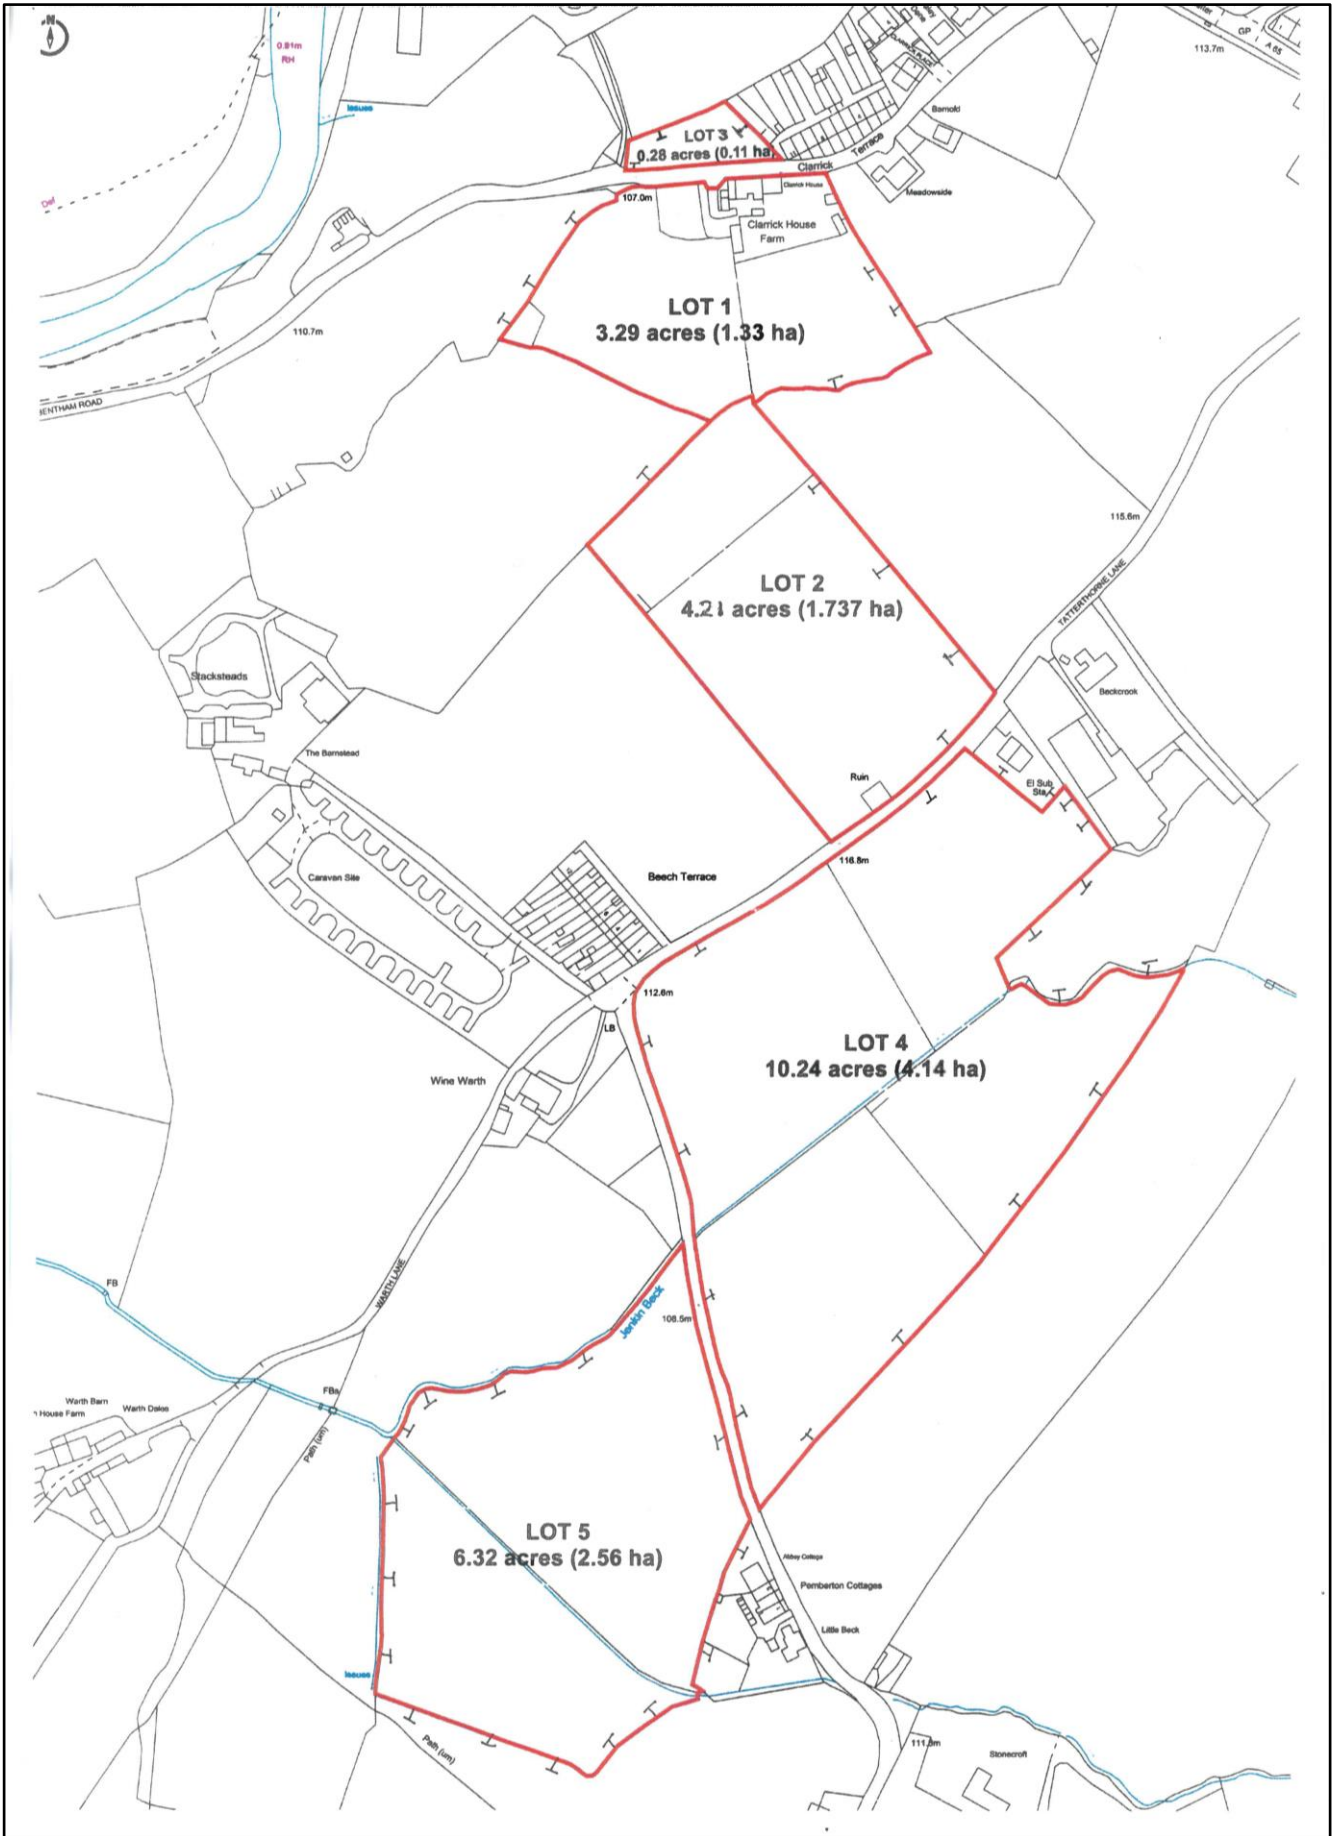 N
0.91m
RH
Issues
Def
GP
A 65
113.7m
CLARRICK PLACE
LOT 3
0.28 acres (0.11 ha)
Clarrick
Terrace
Barnold
Meadowside
107.0m
Clarrick House
Clarrick House
Farm
LOT 1
3.29 acres (1.33 ha)
110.7m
BENTHAM ROAD
115.6m
LOT 2
4.21 acres (1.737 ha)
TATTERTHORNE LANE
Stacksteads
Beckcrook
The Barnstead
Ruin
El Sub
Sta
116.8m
Caravan Site
Beech Terrace
112.6m
LB
LOT 4
10.24 acres (4.14 ha)
Wine Warth
WARTH LANE
FB
Jenkin Beck
108.5m
FBs
Warth Barn
House Farm
Warth Dales
Path (um)
LOT 5
6.32 acres (2.56 ha)
Abbey Cottage
Pemberton Cottages
Little Beck
Issues
Path (um)
111.3m
Stonecroft